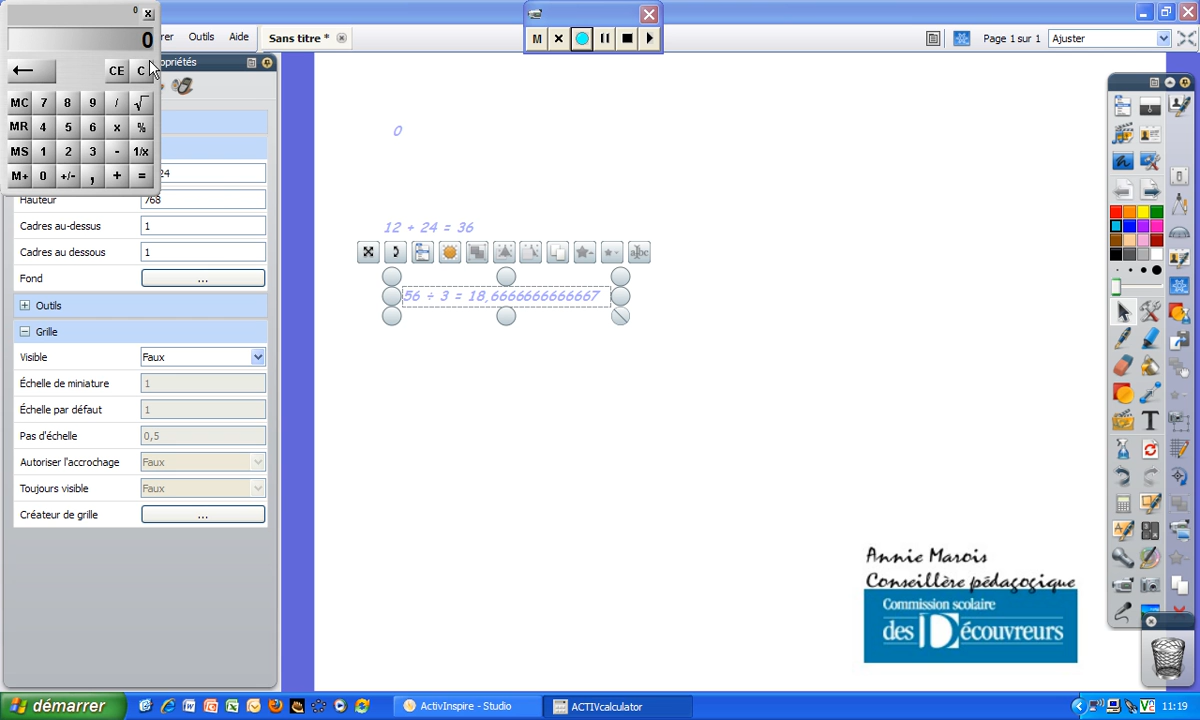 0
0
CE C
MC 7 8 9 / √
MR 4 5 6 x %
MS 1 2 3 - 1/x
M+ 0 +/- , + =
Outils Aide
Sans titre *
M
Page 1 sur 1 Ajuster
Hauteur 768
Cadres au-dessus 1
Cadres au dessous 1
Fond ...
Outils
Grille
Visible Faux
Échelle de miniature 1
Échelle par défaut 1
Pas d'échelle 0,5
Autoriser l'accrochage Faux
Toujours visible Faux
Créateur de grille ...
0
12 + 24 = 36
56 ÷ 3 = 18,6666666666667
Annie Marois
Conseillère pédagogique
Commission scolaire
des Découvreurs
démarrer
ActivInspire - Studio
ACTIVcalculator
11:19